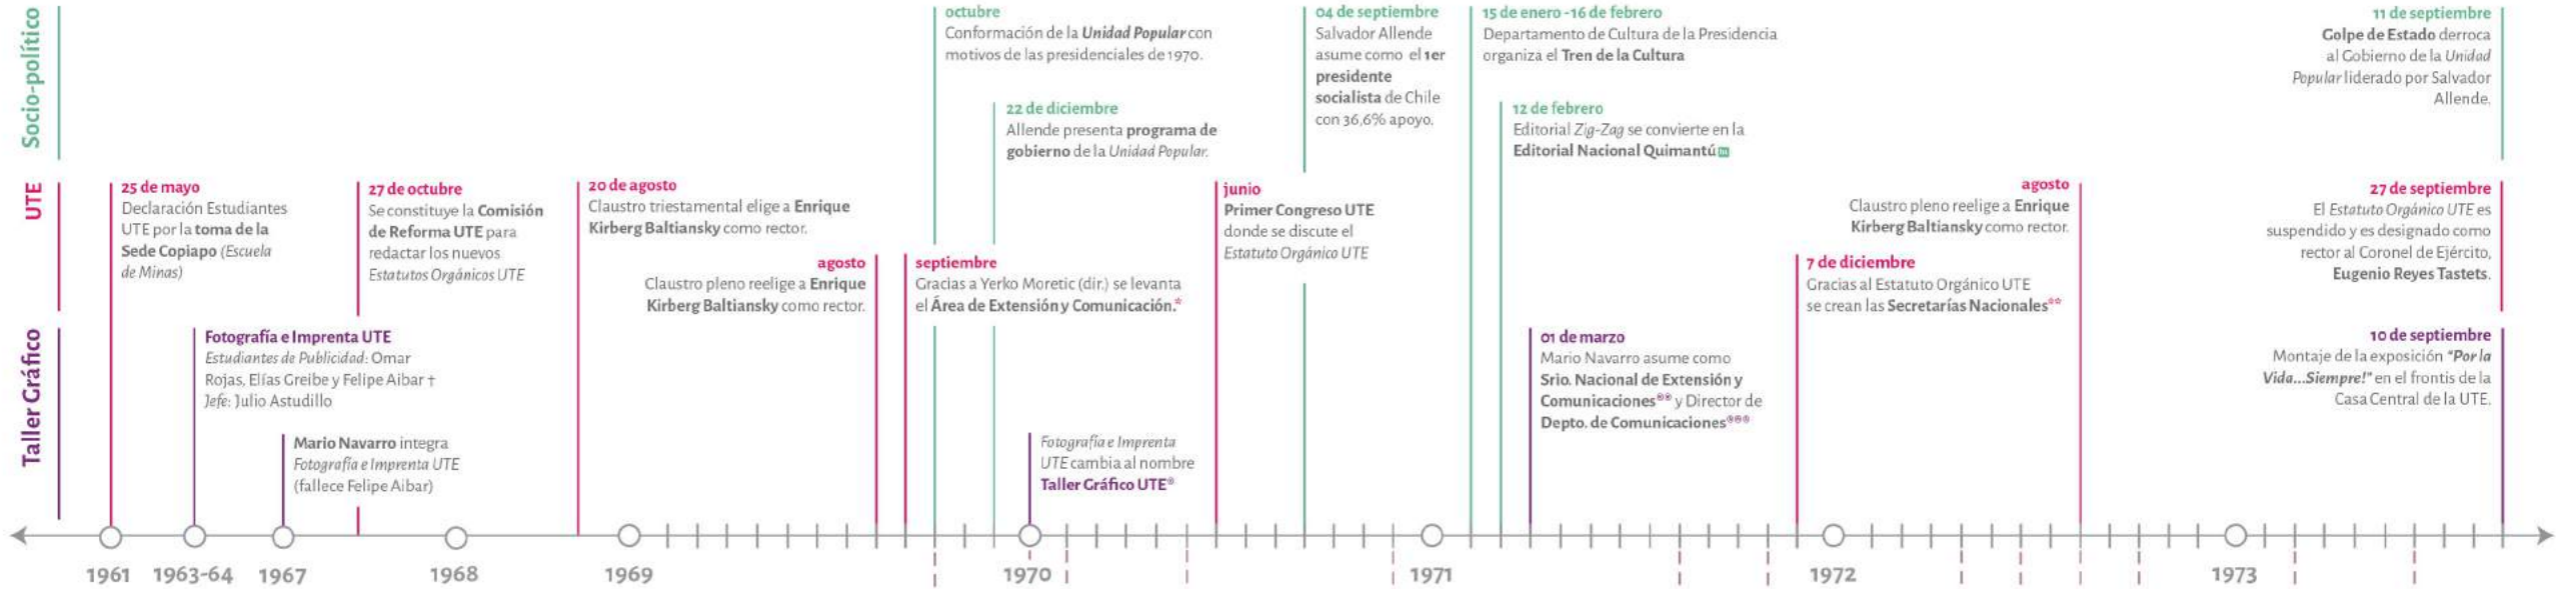 Socio-político
octubre
Conformación de la Unidad Popular con
motivos de las presidenciales de 1970.
22 de diciembre
Allende presenta programa de
gobierno de la Unidad Popular.
04 de septiembre
Salvador Allende
asume como el 1er
presidente
socialista de Chile
con 36,6% apoyo.
15 de enero -16 de febrero
Departamento de Cultura de la Presidencia
organiza el Tren de la Cultura
12 de febrero
Editorial Zig-Zag se convierte en la
Editorial Nacional Quimantú
11 de septiembre
Golpe de Estado derroca
al Gobierno de la Unidad
Popular liderado por Salvador
Allende.
UTE
25 de mayo
Declaración Estudiantes
UTE por la toma de la
Sede Copiapo (Escuela
de Minas)
27 de octubre
Se constituye la Comisión
de Reforma UTE para
redactar los nuevos
Estatutos Orgánicos UTE
20 de agosto
Claustro triestamental elige a Enrique
Kirberg Baltiansky como rector.
agosto
Claustro pleno reelige a Enrique
Kirberg Baltiansky como rector.
septiembre
Gracias a Yerko Moretic (dir.) se levanta
el Área de Extensión y Comunicación.*
junio
Primer Congreso UTE
donde se discute el
Estatuto Orgánico UTE
7 de diciembre
Gracias al Estatuto Orgánico UTE
se crean las Secretarías Nacionales**
agosto
Claustro pleno reelige a Enrique
Kirberg Baltiansky como rector.
27 de septiembre
El Estatuto Orgánico UTE es
suspendido y es designado como
rector al Coronel de Ejército,
Eugenio Reyes Tastets.
Taller Gráfico
Fotografía e Imprenta UTE
Estudiantes de Publicidad: Omar
Rojas, Elías Greibe y Felipe Aibar †
Jefe: Julio Astudillo
Mario Navarro integra
Fotografía e Imprenta UTE
(fallece Felipe Aibar)
Fotografía e Imprenta
UTE cambia al nombre
Taller Gráfico UTE
01 de marzo
Mario Navarro asume como
Srio. Nacional de Extensión y
Comunicaciones y Director de
Depto. de Comunicaciones
10 de septiembre
Montaje de la exposición "Por la
Vida...Siempre!" en el frontis de la
Casa Central de la UTE.
1961 1963-64 1967 1968 1969 1970 1971 1972 1973